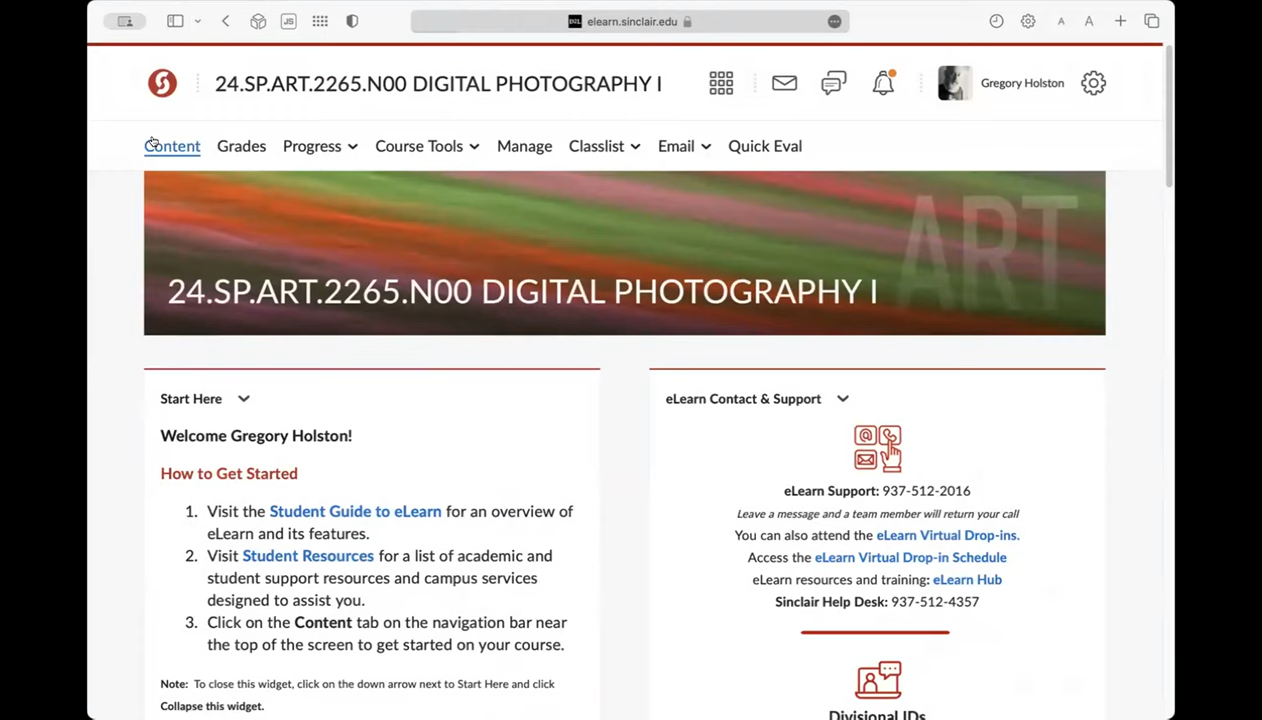 elearn.sinclair.edu
A A
24.SP.ART.2265.N00 DIGITAL PHOTOGRAPHY I
Gregory Holston
Content Grades Progress Course Tools Manage Classlist Email Quick Eval
ART
24.SP.ART.2265.N00 DIGITAL PHOTOGRAPHY I
Start Here
Welcome Gregory Holston!
How to Get Started
1. Visit the Student Guide to eLearn for an overview of
eLearn and its features.
2. Visit Student Resources for a list of academic and
student support resources and campus services
designed to assist you.
3. Click on the Content tab on the navigation bar near
the top of the screen to get started on your course.
Note: To close this widget, click on the down arrow next to Start Here and click
Collapse this widget.
eLearn Contact & Support
eLearn Support: 937-512-2016
Leave a message and a team member will return your call
You can also attend the eLearn Virtual Drop-ins.
Access the eLearn Virtual Drop-in Schedule
eLearn resources and training: eLearn Hub
Sinclair Help Desk: 937-512-4357
Divisional IDs